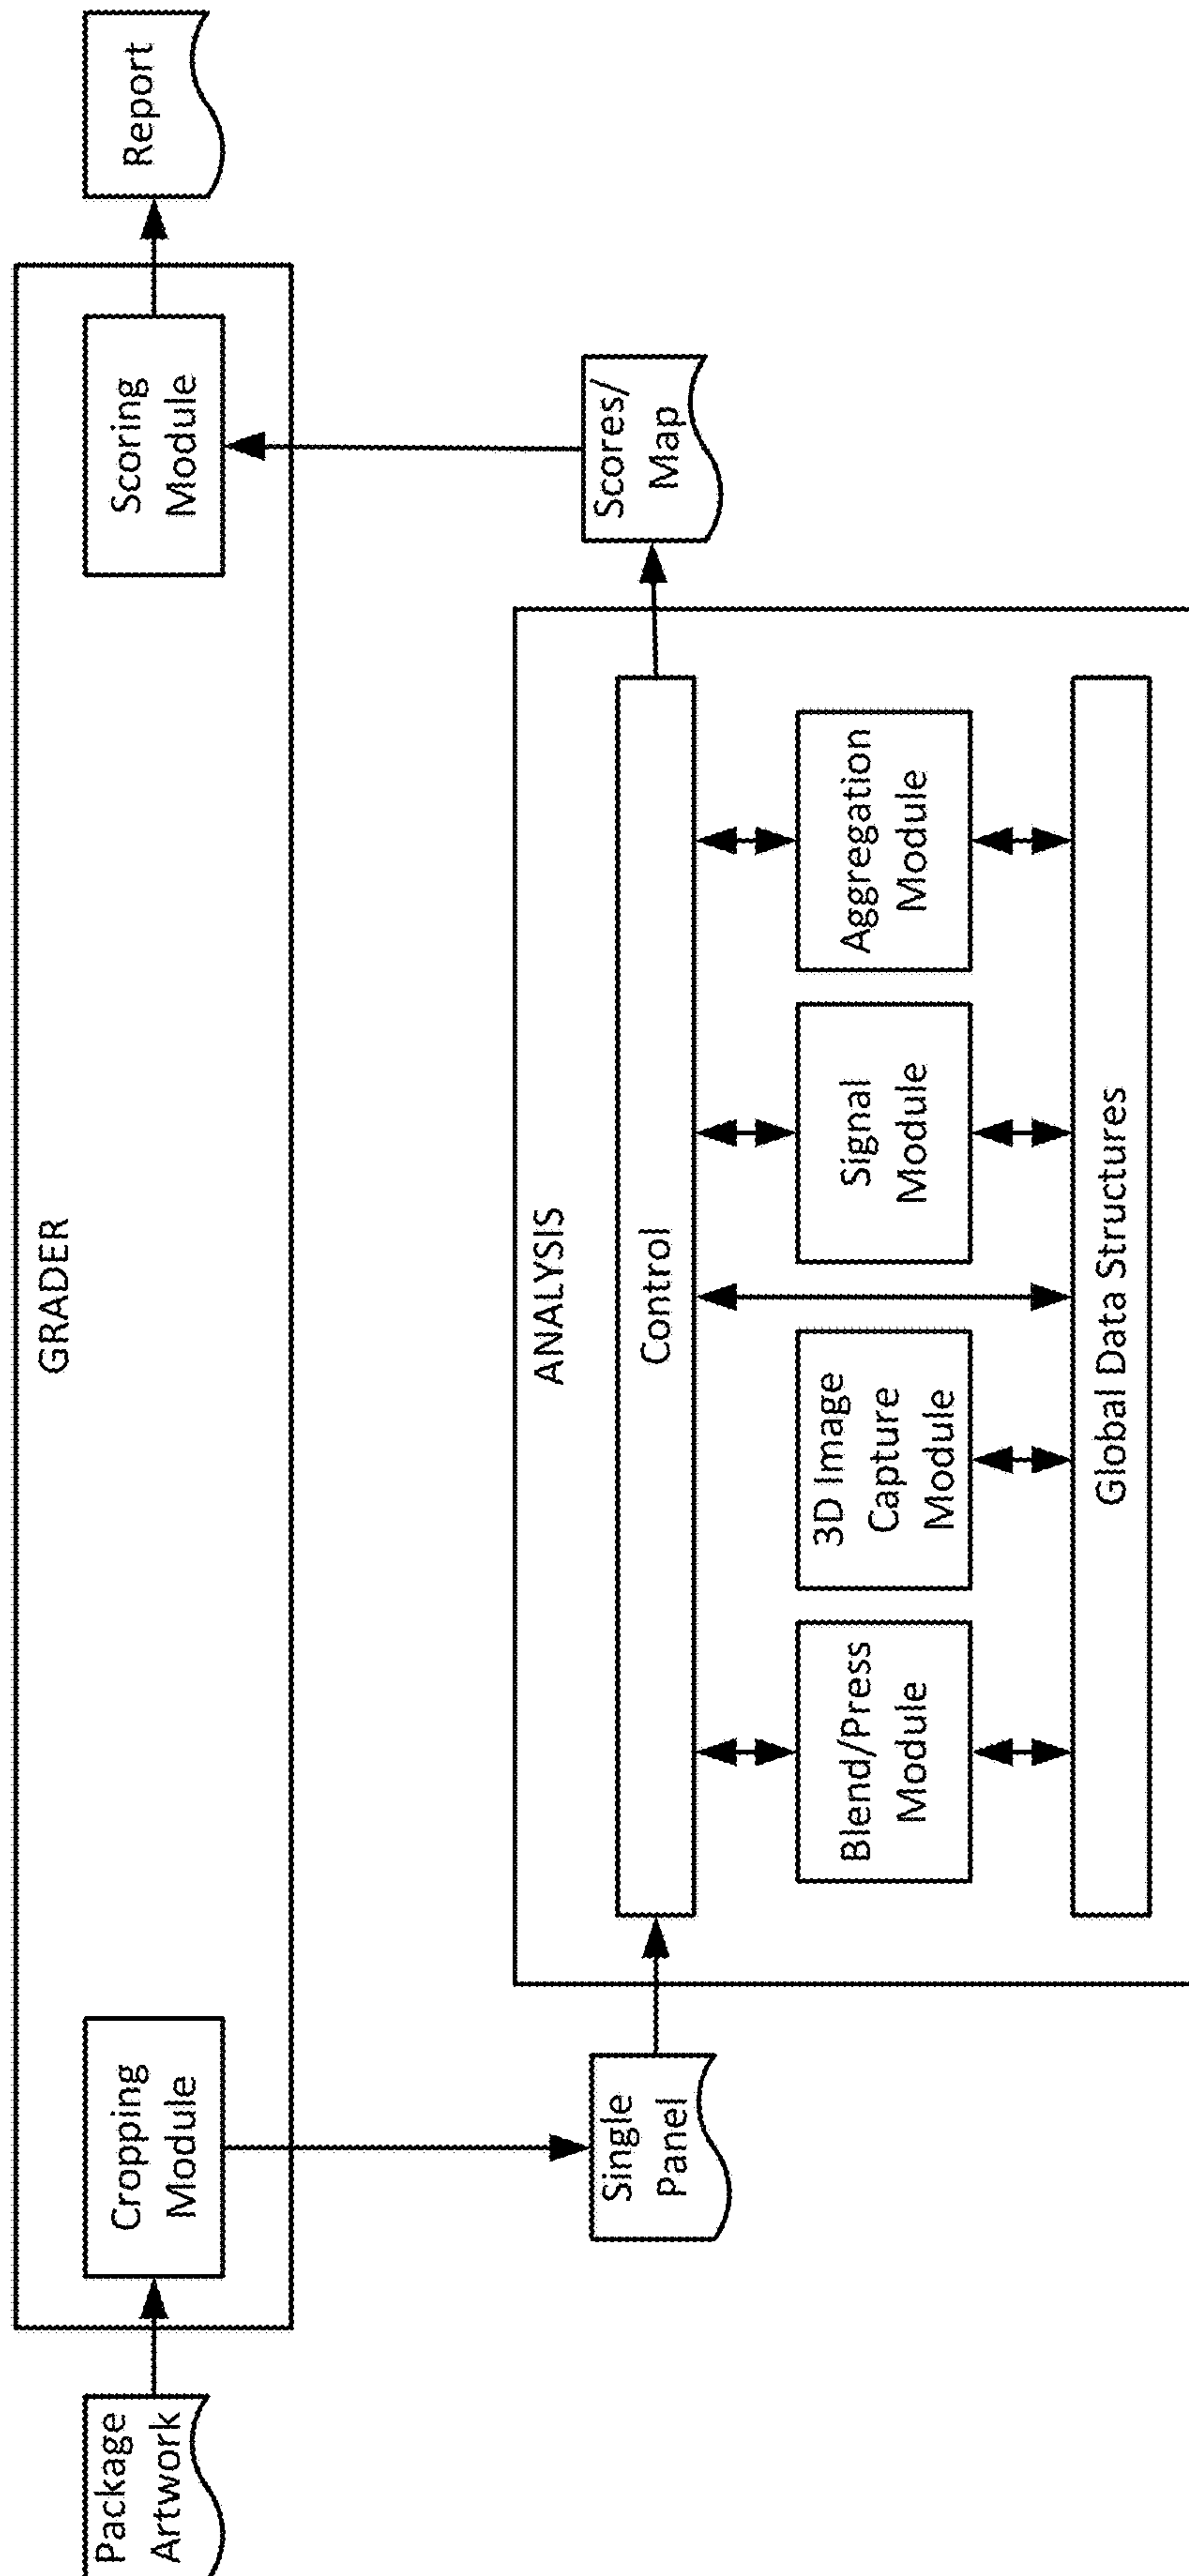 GRADER
Package
Artwork
Cropping
Module
Scoring
Module
Report
Single
Panel
ANALYSIS
Control
Scores/
Map
Blend/Press
Module
3D Image
Capture
Module
Signal
Module
Aggregation
Module
Global Data Structures